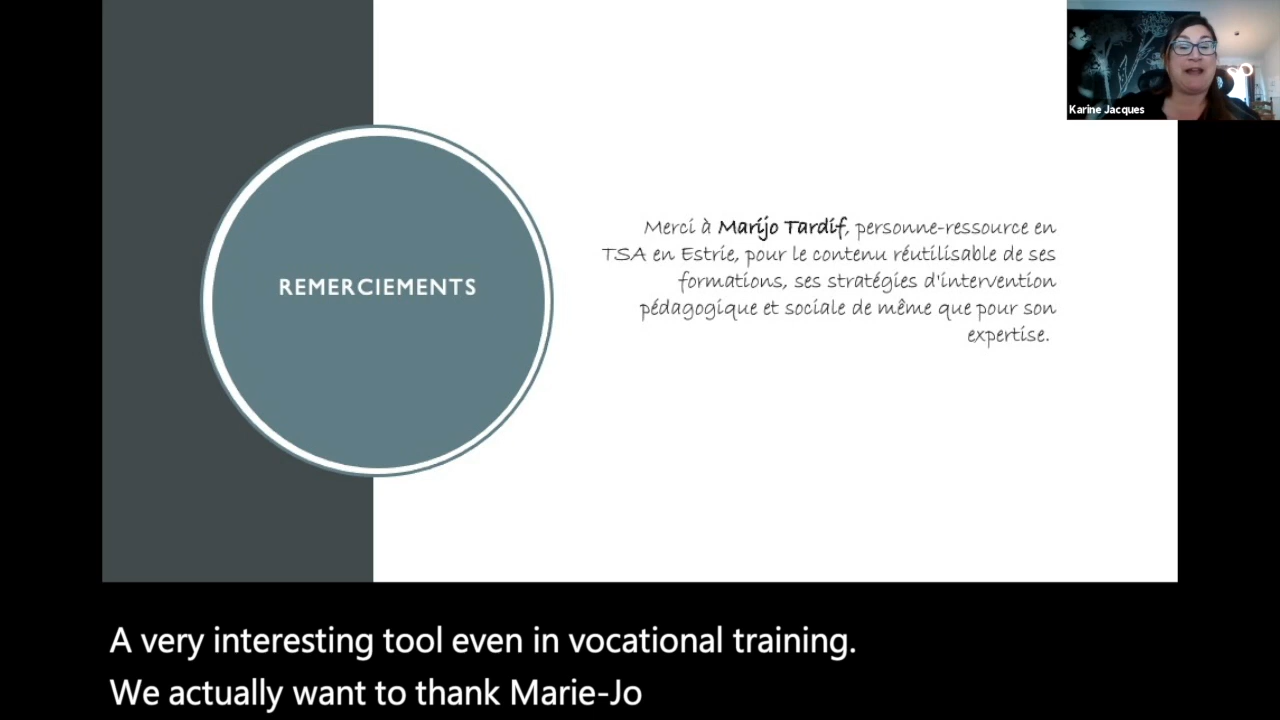 Karine Jacques
REMERCIEMENTS
Merci à Marijo Tardif, personne-ressource en
TSA en Estrie, pour le contenu réutilisable de ses
formations, ses stratégies d'intervention
pédagogique et sociale de même que pour son
expertise.
A very interesting tool even in vocational training.
We actually want to thank Marie-Jo